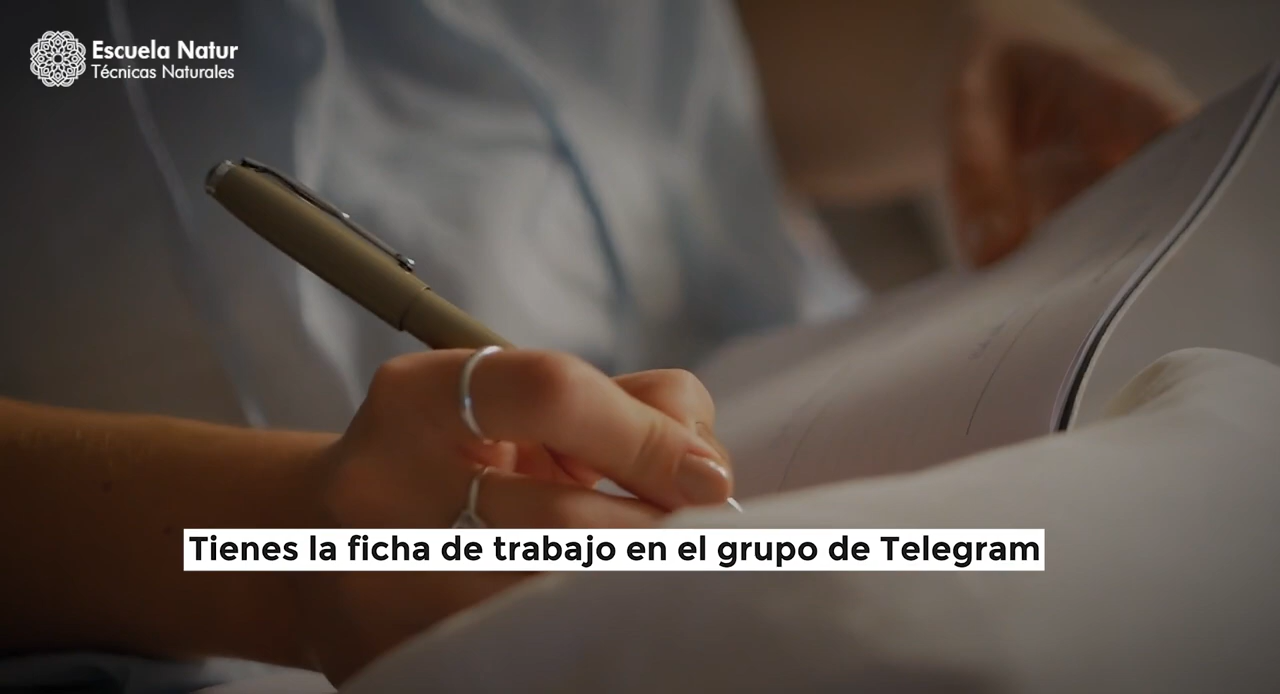 Escuela Natur
Técnicas Naturales
Tienes la ficha de trabajo en el grupo de Telegram